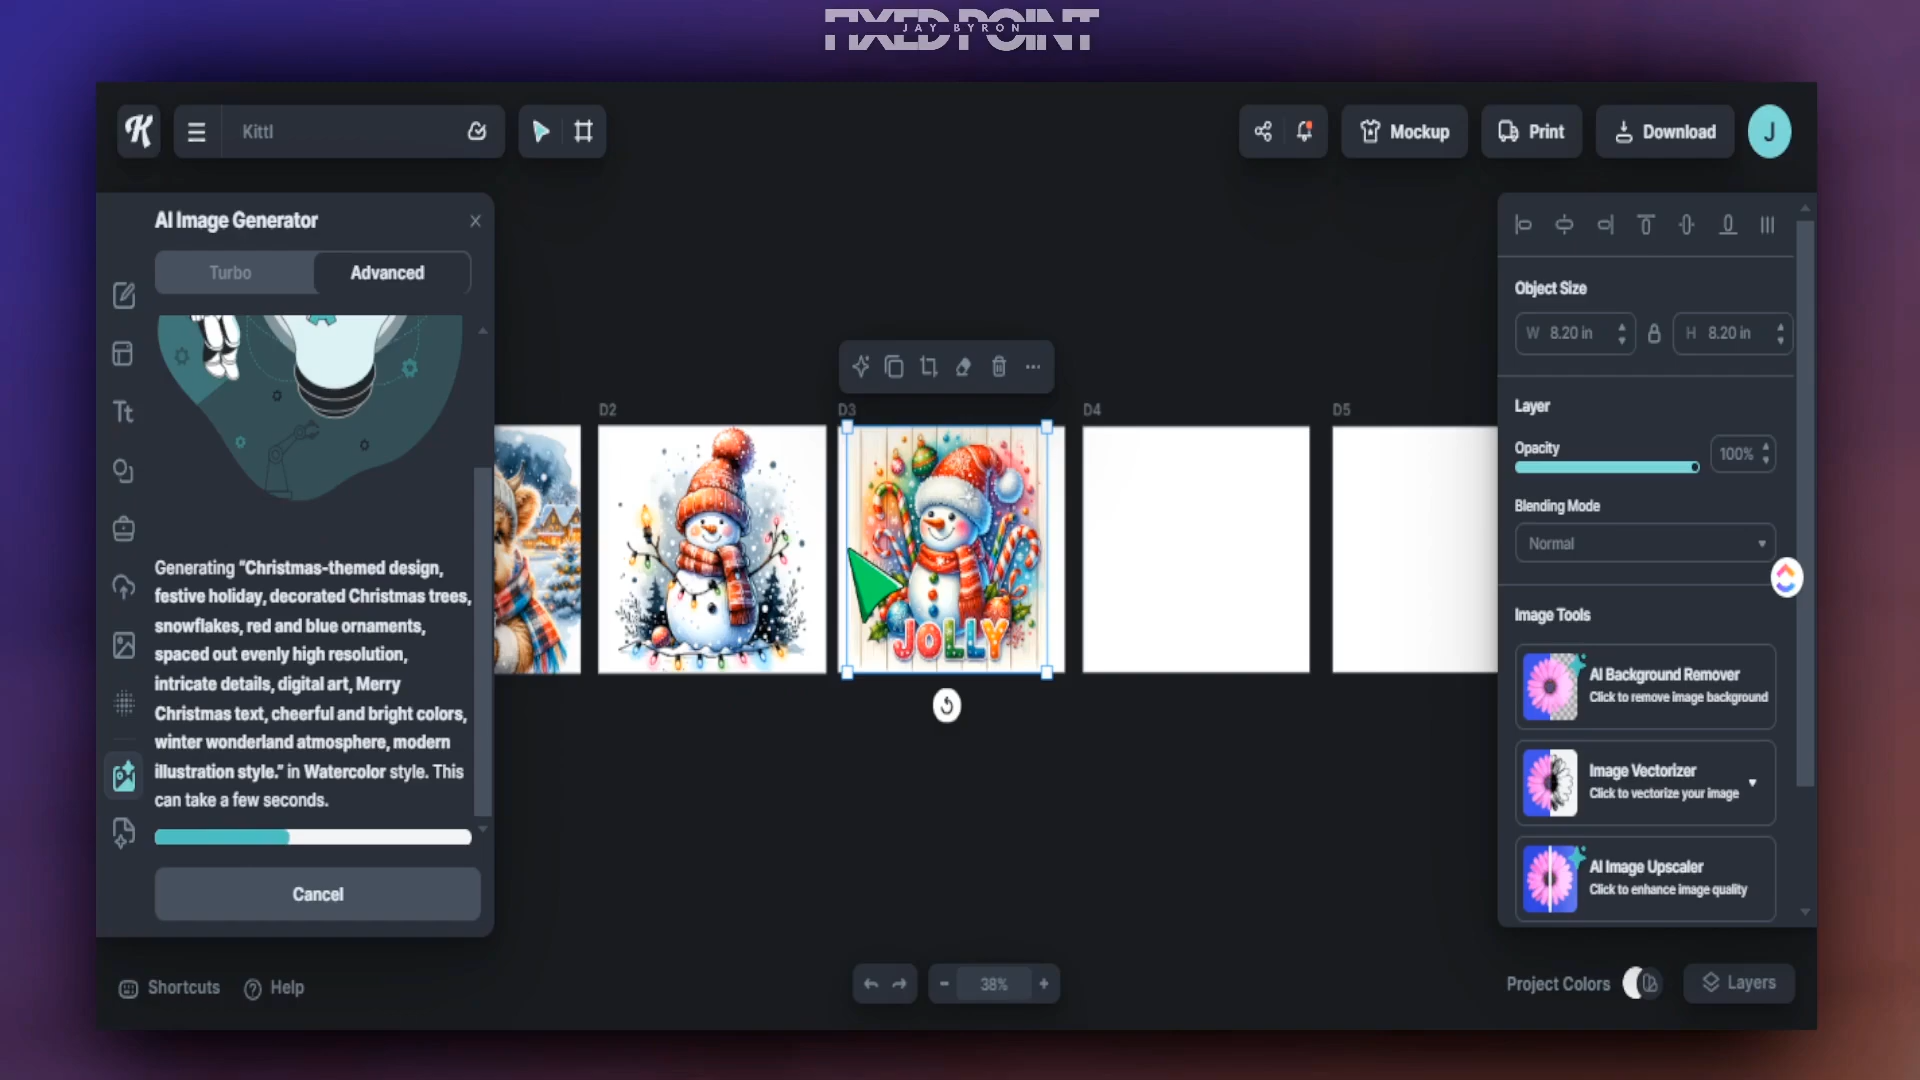 FIXED POINT
JAY BYRON
K
Kittl
Mockup
Print
Download
J
AI Image Generator
Turbo
Advanced
Generating "Christmas-themed design,
festive holiday, decorated Christmas trees,
snowflakes, red and blue ornaments,
spaced out evenly high resolution,
intricate details, digital art, Merry
Christmas text, cheerful and bright colors,
winter wonderland atmosphere, modern
illustration style." in Watercolor style. This
can take a few seconds.
Cancel
Tt
D2
D3
D4
D5
JOLLY
Object Size
W 8.20 in
H 8.20 in
Layer
Opacity
100%
Blending Mode
Normal
Image Tools
AI Background Remover
Click to remove image background
Image Vectorizer
Click to vectorize your image
AI Image Upscaler
Click to enhance image quality
Shortcuts
Help
38%
Project Colors
Layers